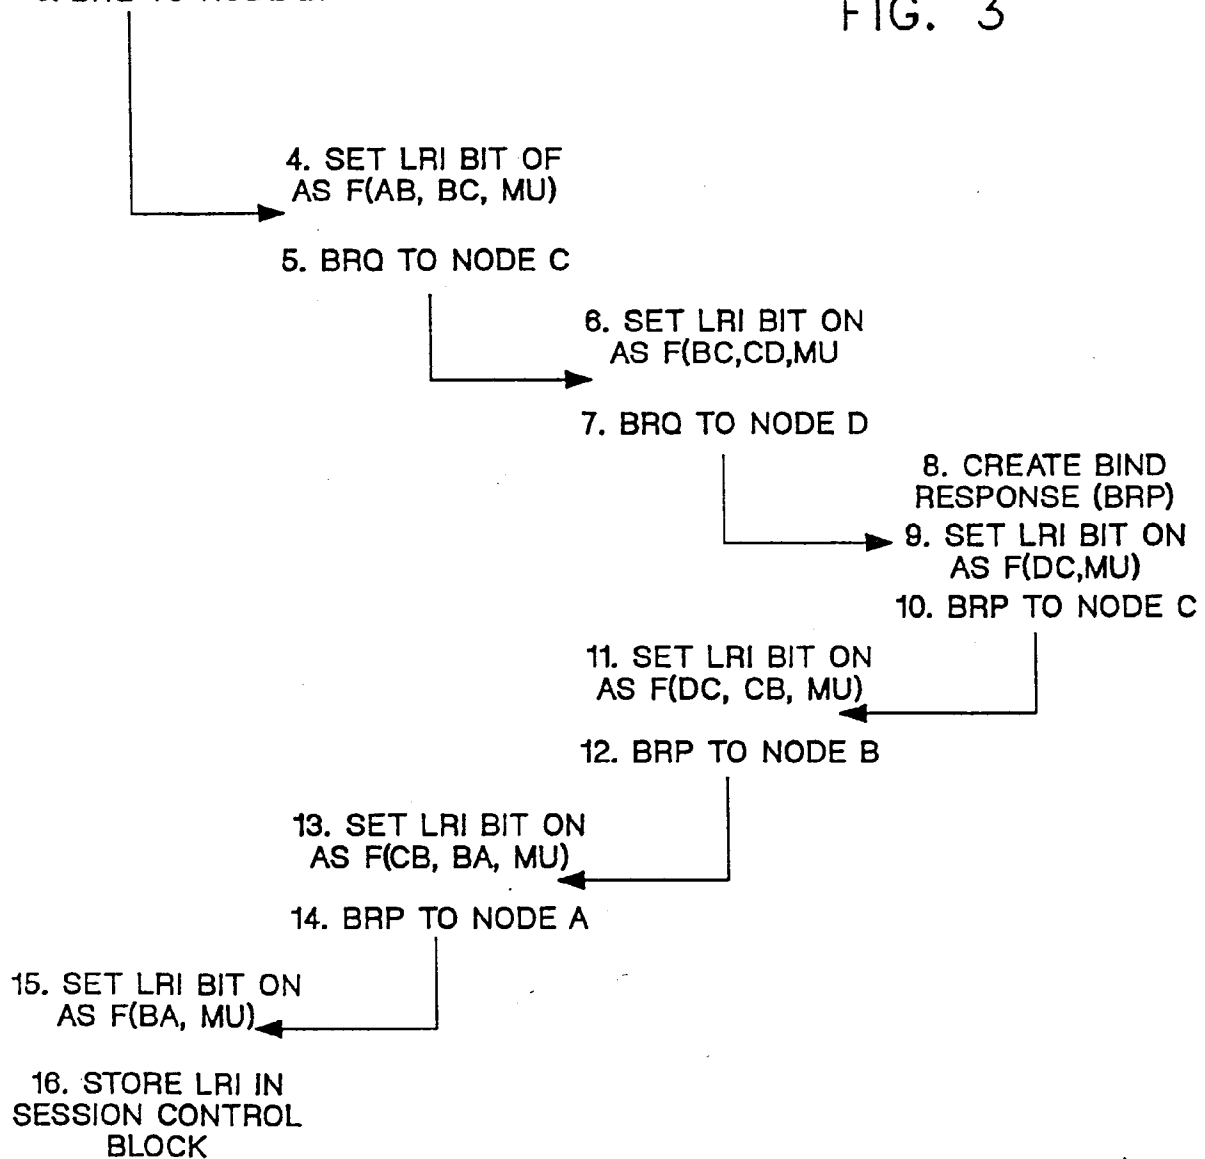 FIG. 3
4. SET LRI BIT OF
AS F(AB, BC, MU)
5. BRQ TO NODE C
6. SET LRI BIT ON
AS F(BC,CD,MU
7. BRQ TO NODE D
8. CREATE BIND
RESPONSE (BRP)
9. SET LRI BIT ON
AS F(DC,MU)
10. BRP TO NODE C
11. SET LRI BIT ON
AS F(DC, CB, MU)
12. BRP TO NODE B
13. SET LRI BIT ON
AS F(CB, BA, MU)
14. BRP TO NODE A
15. SET LRI BIT ON
AS F(BA, MU)
16. STORE LRI IN
SESSION CONTROL
BLOCK